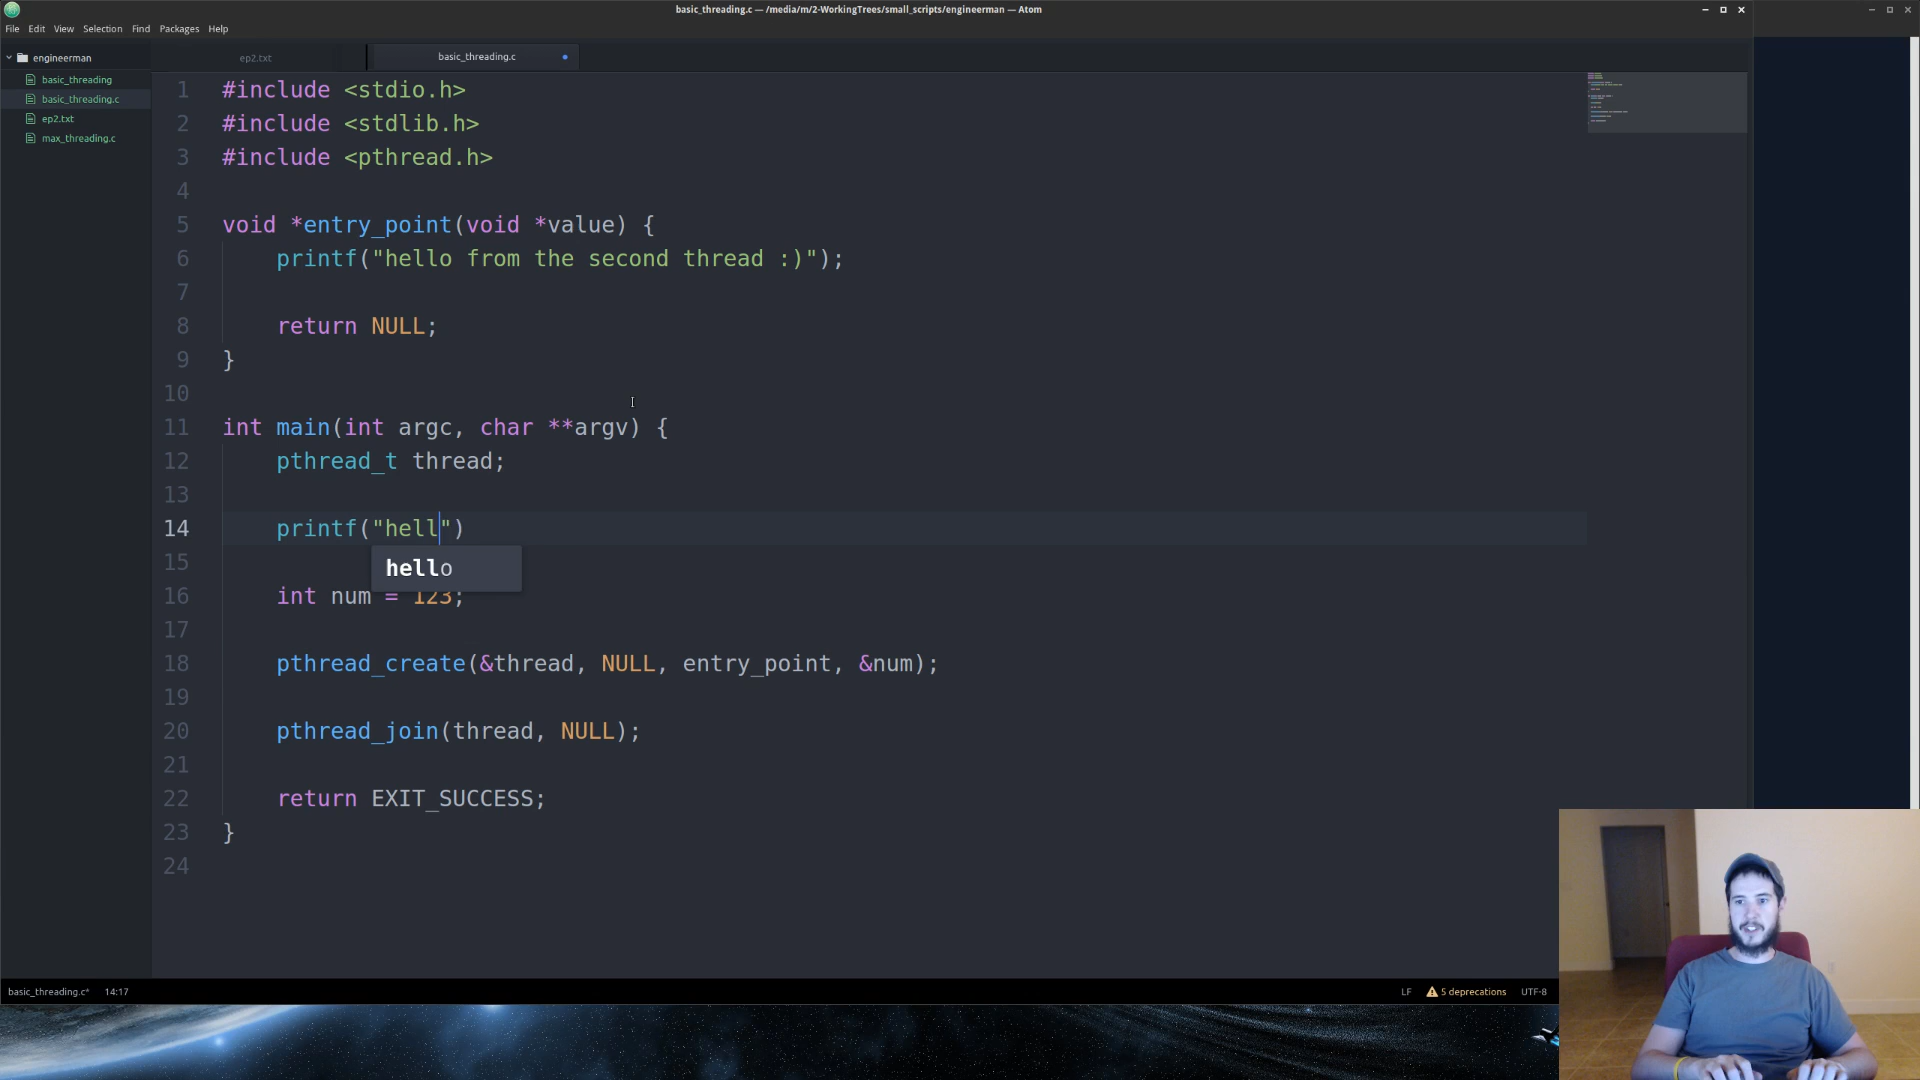 basic_threading.c — /media/m/2-WorkingTrees/small_scripts/engineerman — Atom
File Edit View Selection Find Packages Help
engineerman
basic_threading
basic_threading.c
ep2.txt
max_threading.c
ep2.txt basic_threading.c
1 #include <stdio.h>
2 #include <stdlib.h>
3 #include <pthread.h>
4
5 void *entry_point(void *value) {
6 printf("hello from the second thread :)");
7
8 return NULL;
9 }
10
11 int main(int argc, char **argv) {
12 pthread_t thread;
13
14 printf("hell")
15 hello
16 int num = 123;
17
18 pthread_create(&thread, NULL, entry_point, &num);
19
20 pthread_join(thread, NULL);
21
22 return EXIT_SUCCESS;
23 }
24
basic_threading.c* 14:17 LF 5 deprecations UTF-8